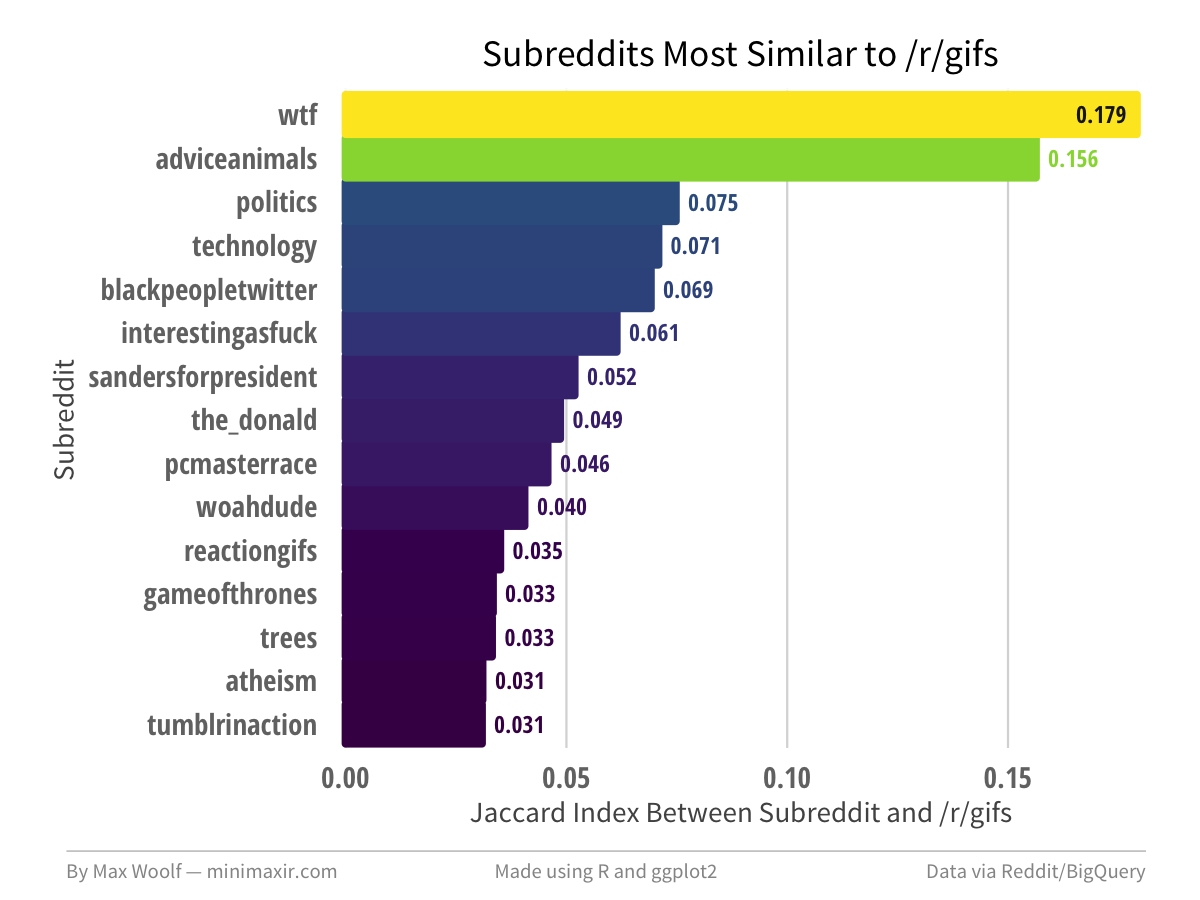 Subreddits Most Similar to /r/gifs
wtf 0.179
adviceanimals 0.156
politics 0.075
technology 0.071
blackpeopletwitter 0.069
interestingasfuck 0.061
sandersforpresident 0.052
the_donald 0.049
pcmasterrace 0.046
woahdude 0.040
reactiongifs 0.035
gameofthrones 0.033
trees 0.033
atheism 0.031
tumblrinaction 0.031
Subreddit
0.00 0.05 0.10 0.15
Jaccard Index Between Subreddit and /r/gifs
By Max Woolf — minimaxir.com Made using R and ggplot2 Data via Reddit/BigQuery